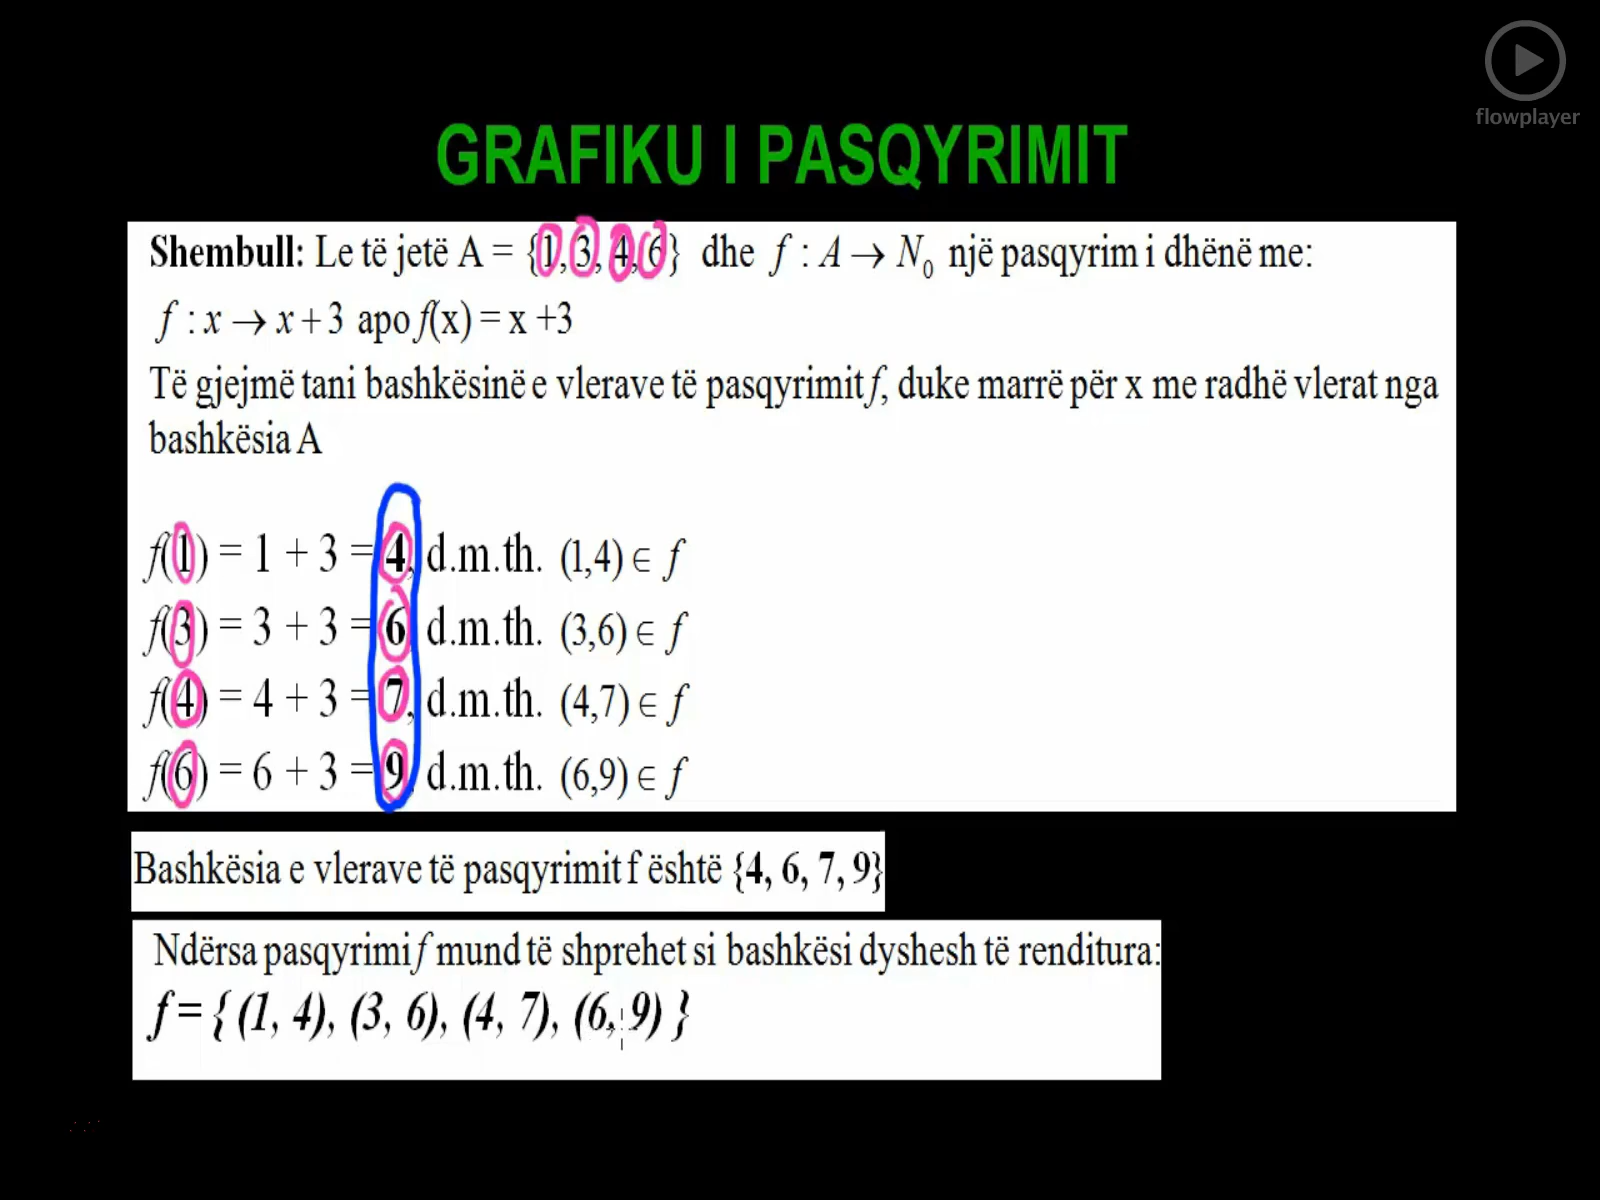 flowplayer
GRAFIKU I PASQYRIMIT
Shembull: Le të jetë A = {1,3,4,6} dhe f : A → N₀ një pasqyrim i dhënë me:
f : x → x + 3 apo f(x) = x +3
Të gjejmë tani bashkësinë e vlerave të pasqyrimit f, duke marrë për x me radhë vlerat nga
bashkësia A
f(1) = 1 + 3 = 4, d.m.th. (1,4) ∈ f
f(3) = 3 + 3 = 6, d.m.th. (3,6) ∈ f
f(4) = 4 + 3 = 7, d.m.th. (4,7) ∈ f
f(6) = 6 + 3 = 9, d.m.th. (6,9) ∈ f
Bashkësia e vlerave të pasqyrimit f është {4, 6, 7, 9}
Ndërsa pasqyrimi f mund të shprehet si bashkësi dyshesh të renditura:
f = { (1, 4), (3, 6), (4, 7), (6, 9) }